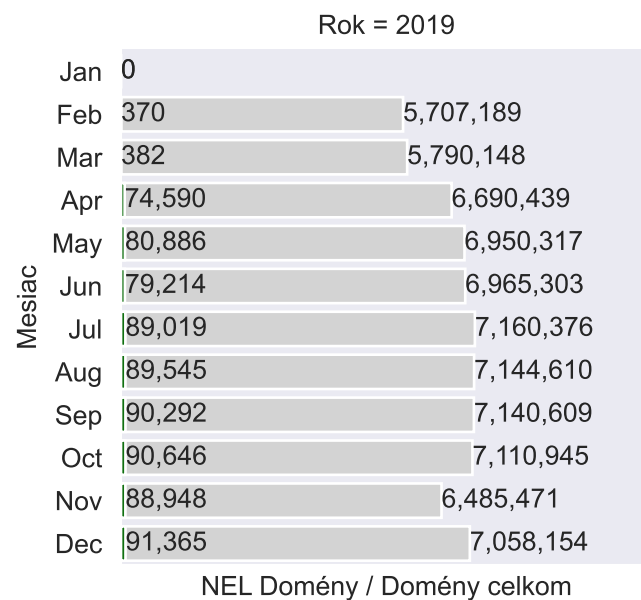 Rok = 2019
Jan 0
Feb 370 5,707,189
Mar 382 5,790,148
Apr 74,590 6,690,439
May 80,886 6,950,317
Jun 79,214 6,965,303
Jul 89,019 7,160,376
Aug 89,545 7,144,610
Sep 90,292 7,140,609
Oct 90,646 7,110,945
Nov 88,948 6,485,471
Dec 91,365 7,058,154
Mesiac
NEL Domény / Domény celkom